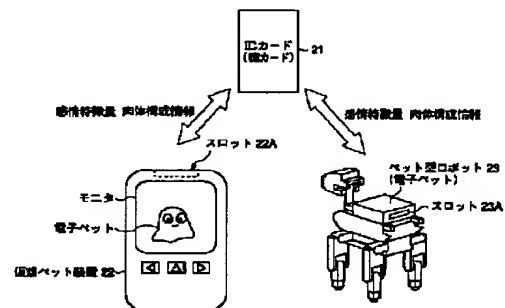 ICカード
(魂カード)
21
感情特徴量 肉体構成情報
感情特徴量 肉体構成情報
スロット 22A
モニタ
電子ペット
仮想ペット装置 22
ペット型ロボット 23
(電子ペット)
スロット 23A